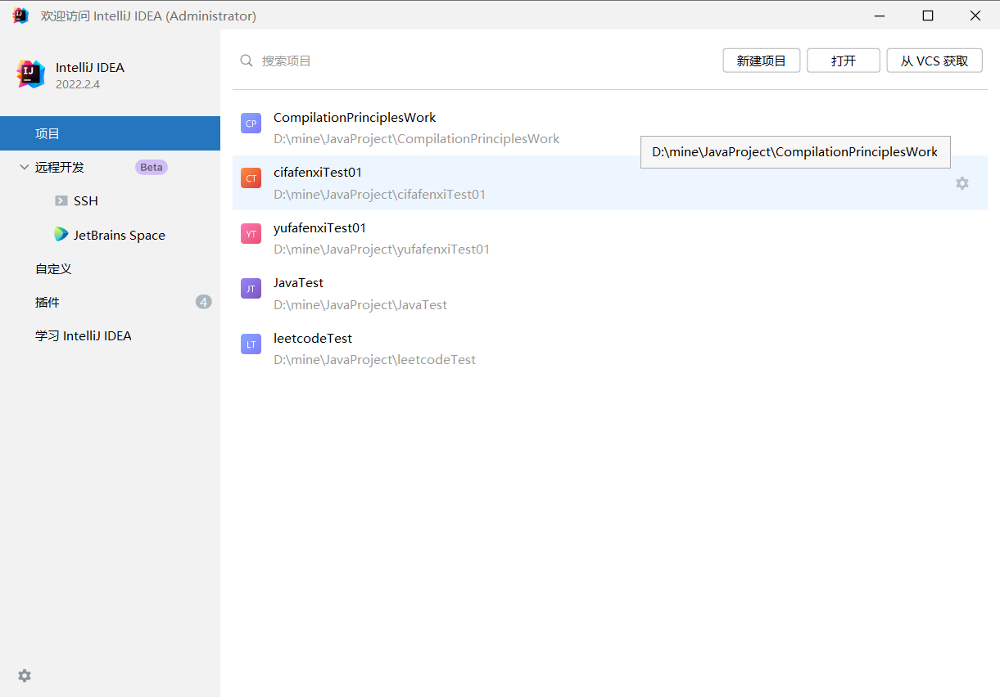 欢迎访问 IntelliJ IDEA (Administrator)
IntelliJ IDEA
2022.2.4
项目
远程开发 Beta
SSH
JetBrains Space
自定义
插件 4
学习 IntelliJ IDEA
搜索项目 新建项目 打开 从 VCS 获取
CP CompilationPrinciplesWork
D:\mine\JavaProject\CompilationPrinciplesWork
D:\mine\JavaProject\CompilationPrinciplesWork
CT cifafenxiTest01
D:\mine\JavaProject\cifafenxiTest01
YT yufafenxiTest01
D:\mine\JavaProject\yufafenxiTest01
JT JavaTest
D:\mine\JavaProject\JavaTest
LT leetcodeTest
D:\mine\JavaProject\leetcodeTest